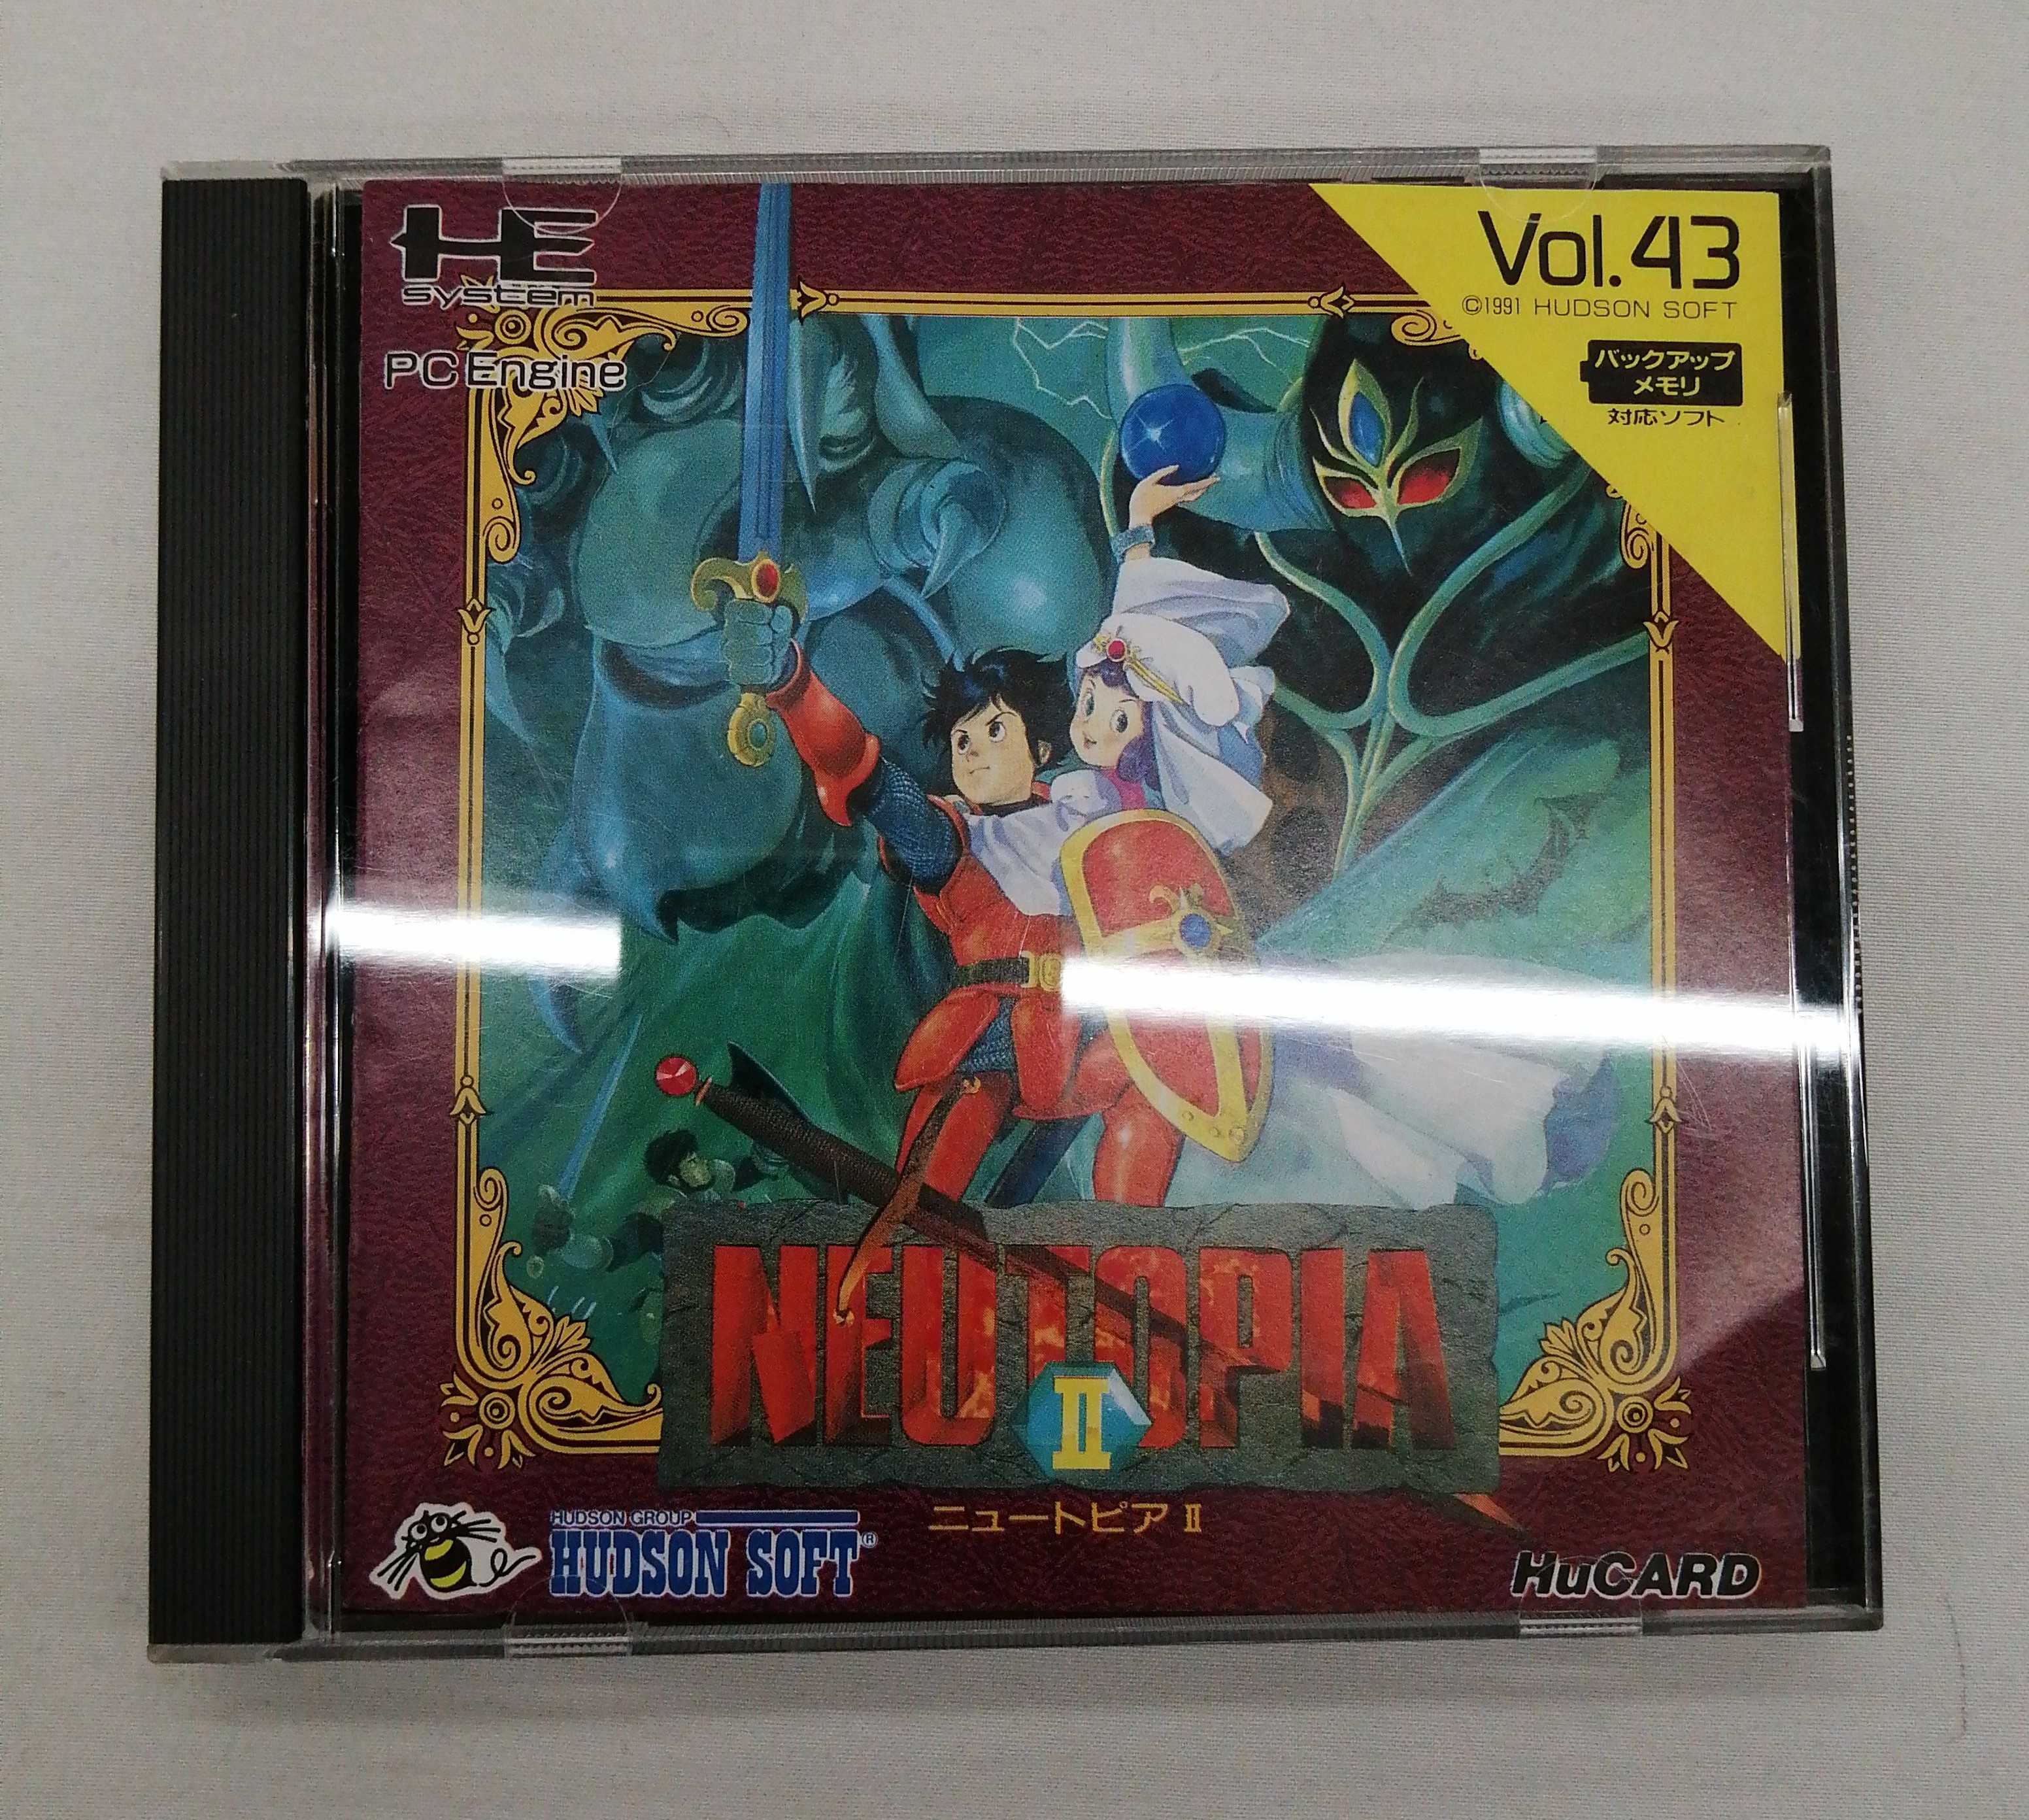 HE
system
PC Engine
Vol.43
©1991 HUDSON SOFT
バックアップ
メモリ
対応ソフト
NEUTOPIA
II
ニュートピアⅡ
HUDSON GROUP
HUDSON SOFT®
HuCARD